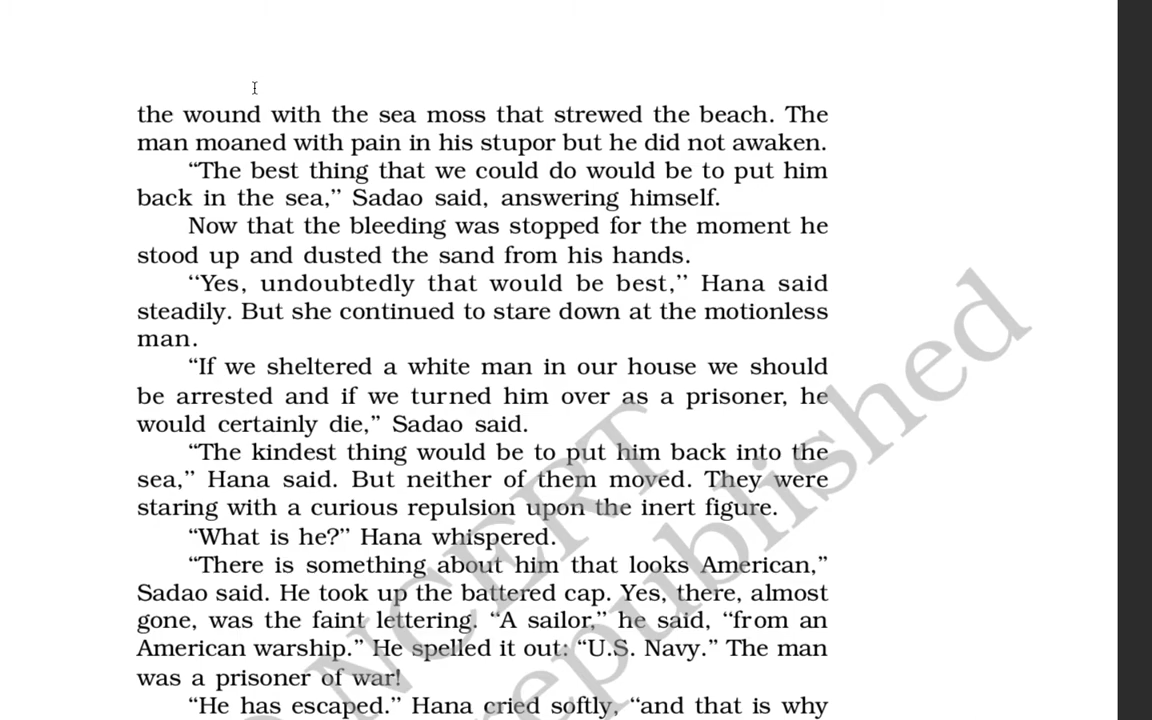 the wound with the sea moss that strewed the beach. The
man moaned with pain in his stupor but he did not awaken.
“The best thing that we could do would be to put him
back in the sea,’’ Sadao said, answering himself.
Now that the bleeding was stopped for the moment he
stood up and dusted the sand from his hands.
‘‘Yes, undoubtedly that would be best,’’ Hana said
steadily. But she continued to stare down at the motionless
man.
“If we sheltered a white man in our house we should
be arrested and if we turned him over as a prisoner, he
would certainly die,” Sadao said.
“The kindest thing would be to put him back into the
sea,” Hana said. But neither of them moved. They were
staring with a curious repulsion upon the inert figure.
“What is he?” Hana whispered.
“There is something about him that looks American,”
Sadao said. He took up the battered cap. Yes, there, almost
gone, was the faint lettering. “A sailor,” he said, “from an
American warship.” He spelled it out: “U.S. Navy.” The man
was a prisoner of war!
“He has escaped.” Hana cried softly, “and that is why
NCERT
republished